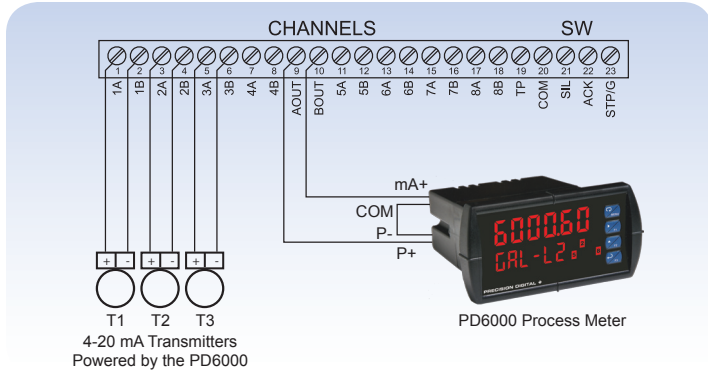 CHANNELS
SW
1 2 3 4 5 6 7 8 9 10 11 12 13 14 15 16 17 18 19 20 21 22 23
1A 1B 2A 2B 3A 3B 4A 4B AOUT BOUT 5A 5B 6A 6B 7A 7B 8A 8B TP COM SIL ACK STP/G
mA+
COM
P-
P+
6000.60
GAL-L2
MENU
PRECISION DIGITAL
PD6000 Process Meter
+ - + - + -
T1 T2 T3
4-20 mA Transmitters
Powered by the PD6000